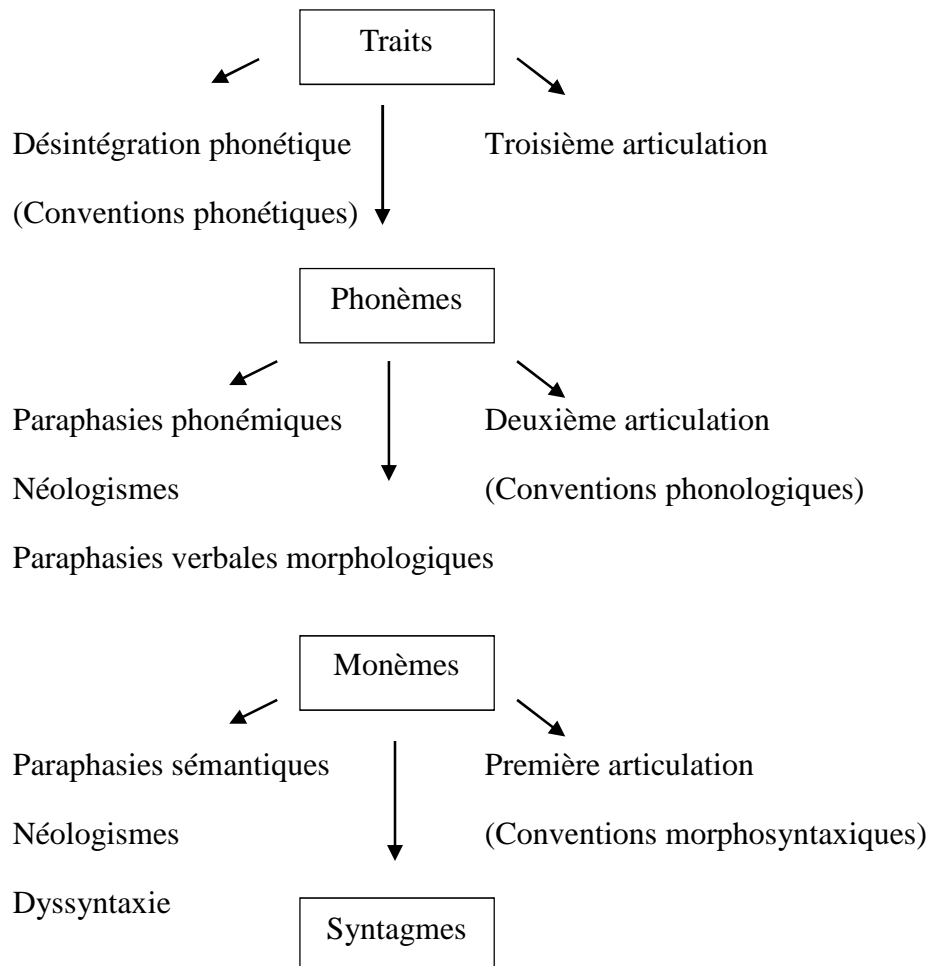 Traits
Désintégration phonétique
Troisième articulation
(Conventions phonétiques)
Phonèmes
Paraphasies phonémiques
Deuxième articulation
Néologismes
(Conventions phonologiques)
Paraphasies verbales morphologiques
Monèmes
Paraphasies sémantiques
Première articulation
Néologismes
(Conventions morphosyntaxiques)
Dyssyntaxie
Syntagmes